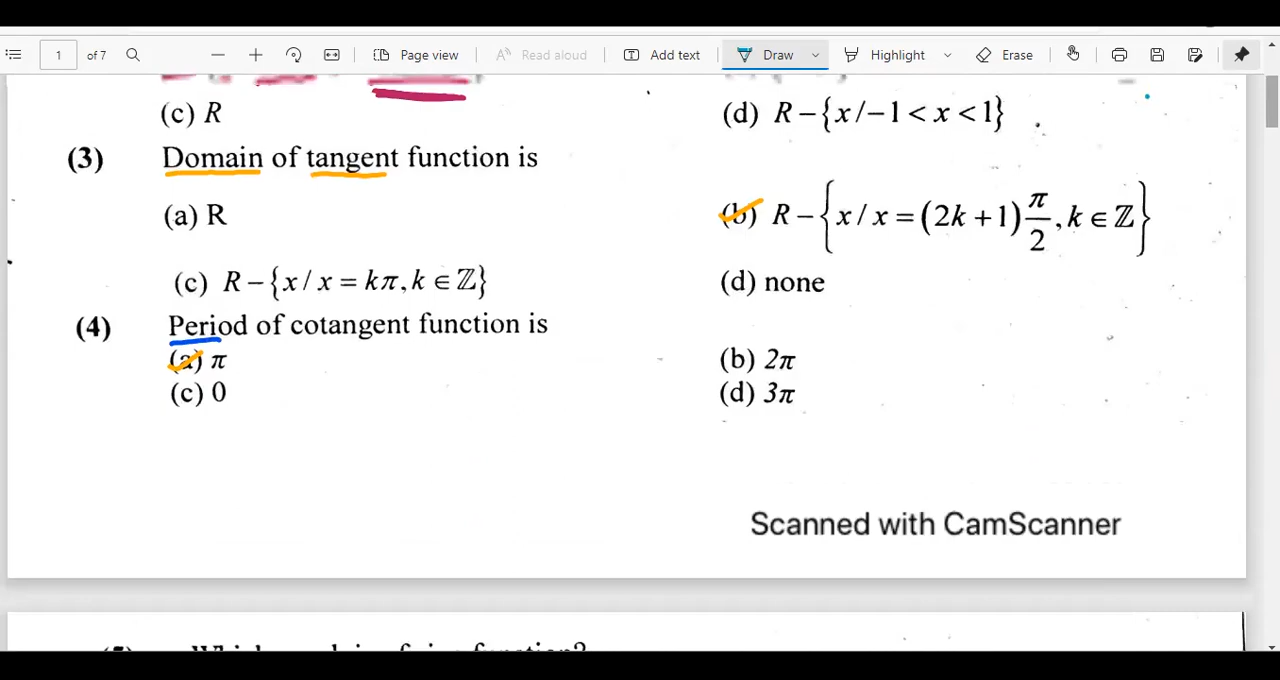 1 of 7 Page view Read aloud Add text Draw Highlight Erase
(c) R (d) R – {x / –1 < x < 1}
(3) Domain of tangent function is
(a) R (b) R – {x / x = (2k + 1) π/2 , k ∈ ℤ}
(c) R – {x / x = kπ, k ∈ ℤ} (d) none
(4) Period of cotangent function is
(a) π (b) 2π
(c) 0 (d) 3π
Scanned with CamScanner